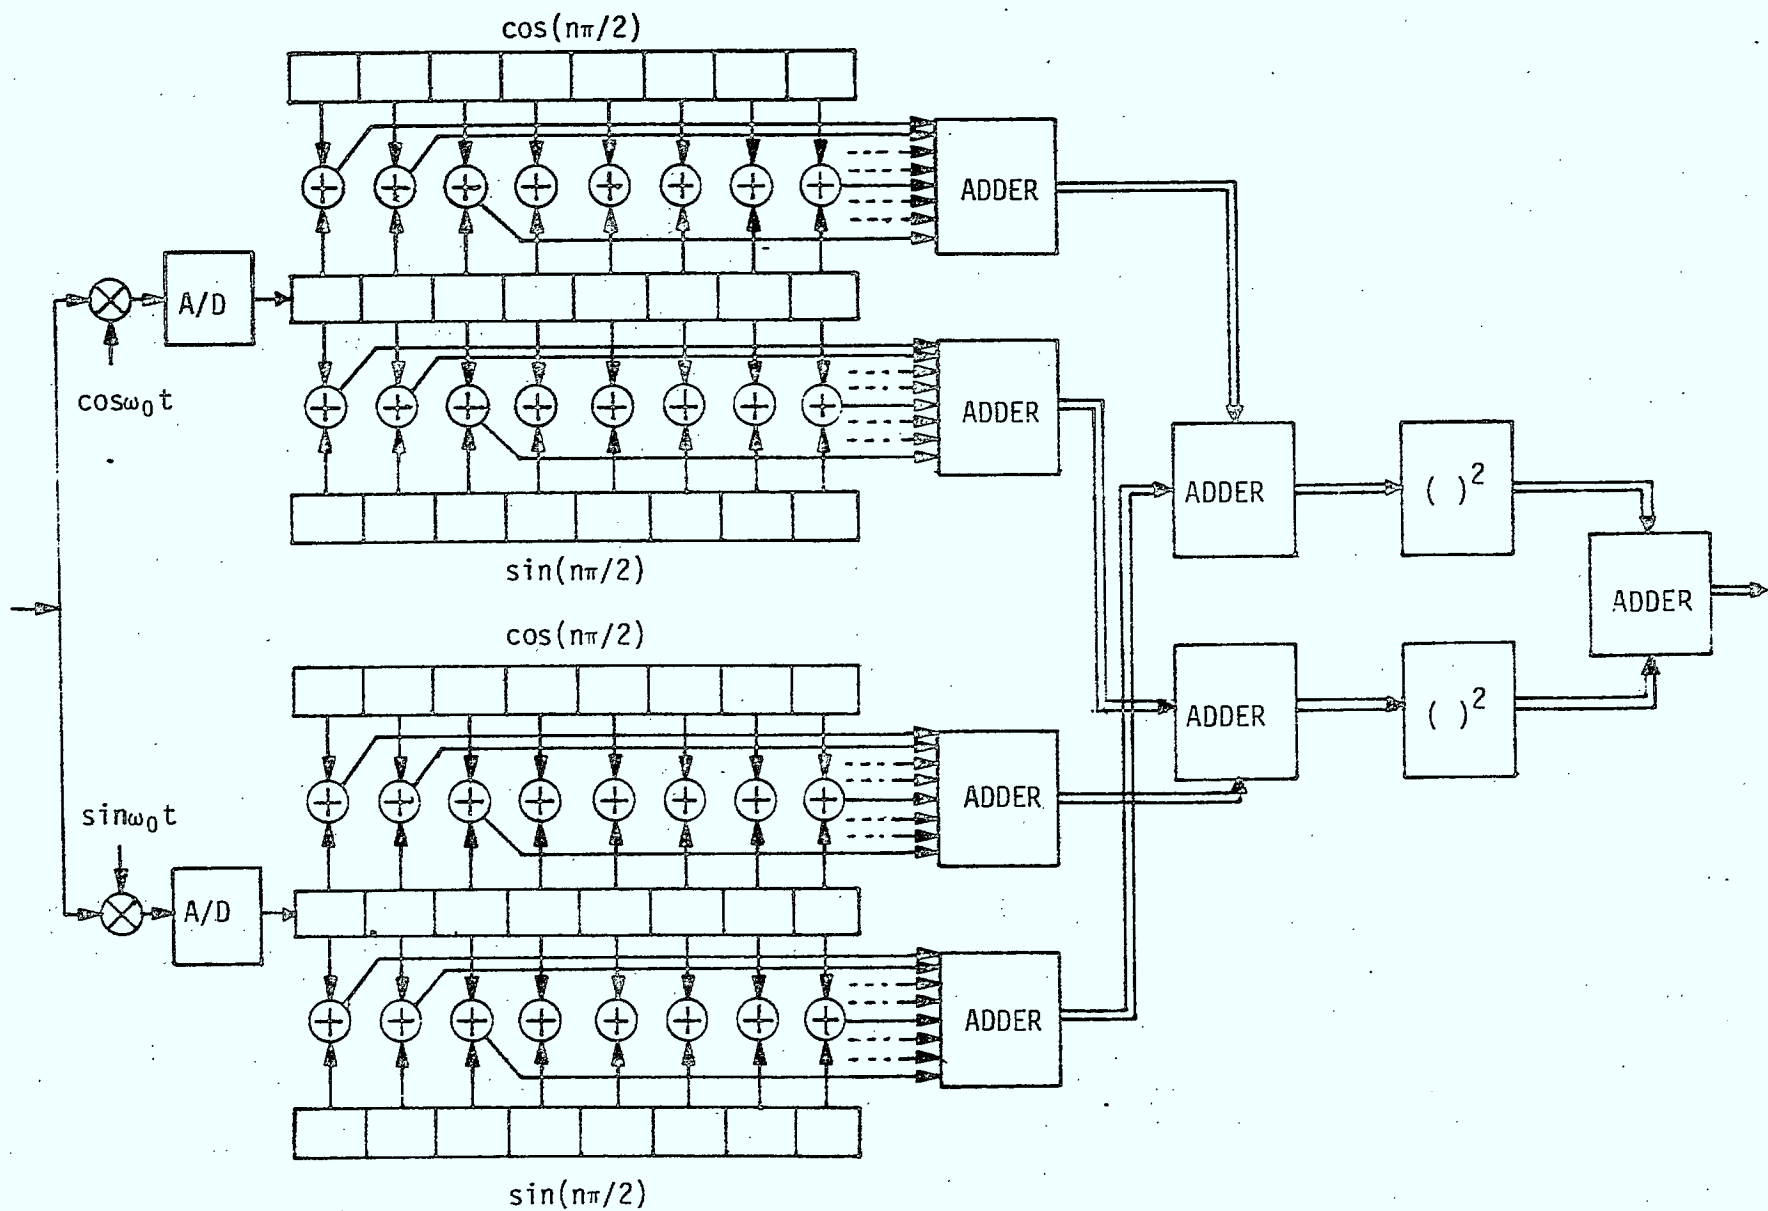 cos(nπ/2)
ADDER
A/D
cosω₀t
ADDER
ADDER
( )²
sin(nπ/2)
ADDER
cos(nπ/2)
ADDER
( )²
ADDER
sinω₀t
A/D
ADDER
sin(nπ/2)